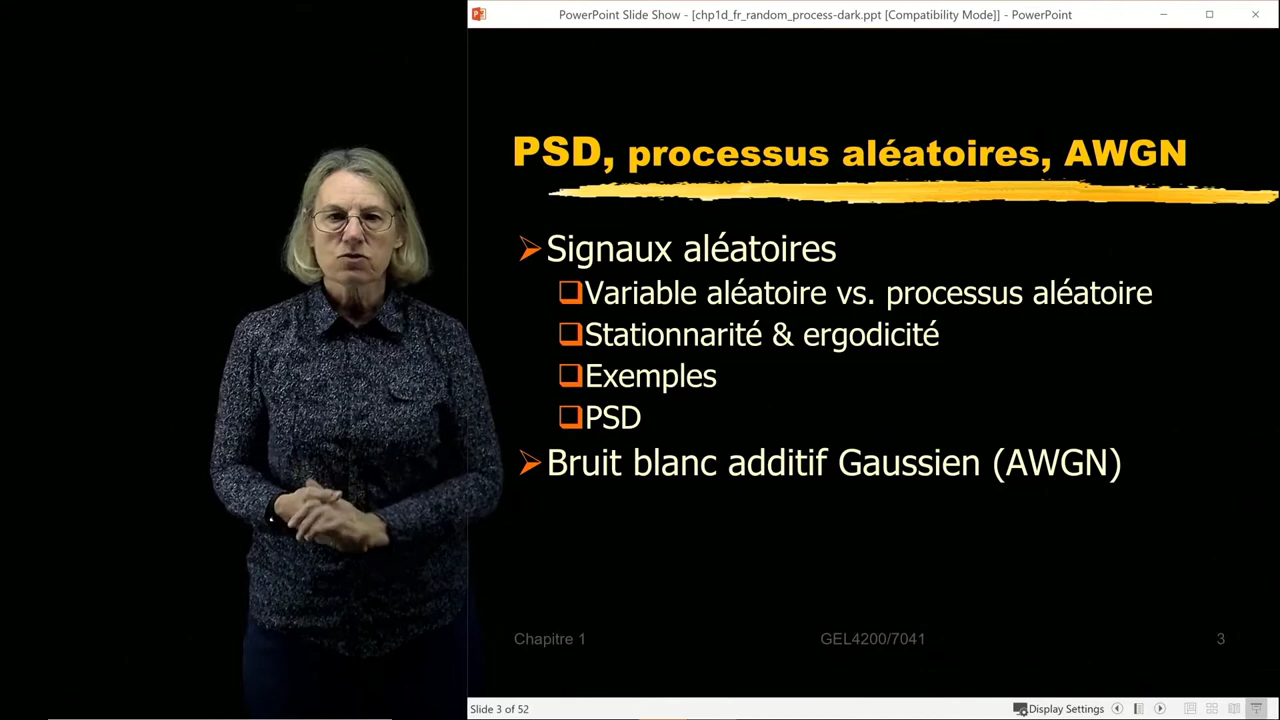 PowerPoint Slide Show - [chp1d_fr_random_process-dark.ppt [Compatibility Mode]] - PowerPoint
PSD, processus aléatoires, AWGN
Signaux aléatoires
Variable aléatoire vs. processus aléatoire
Stationnarité & ergodicité
Exemples
PSD
Bruit blanc additif Gaussien (AWGN)
Chapitre 1 GEL4200/7041 3
Slide 3 of 52 Display Settings